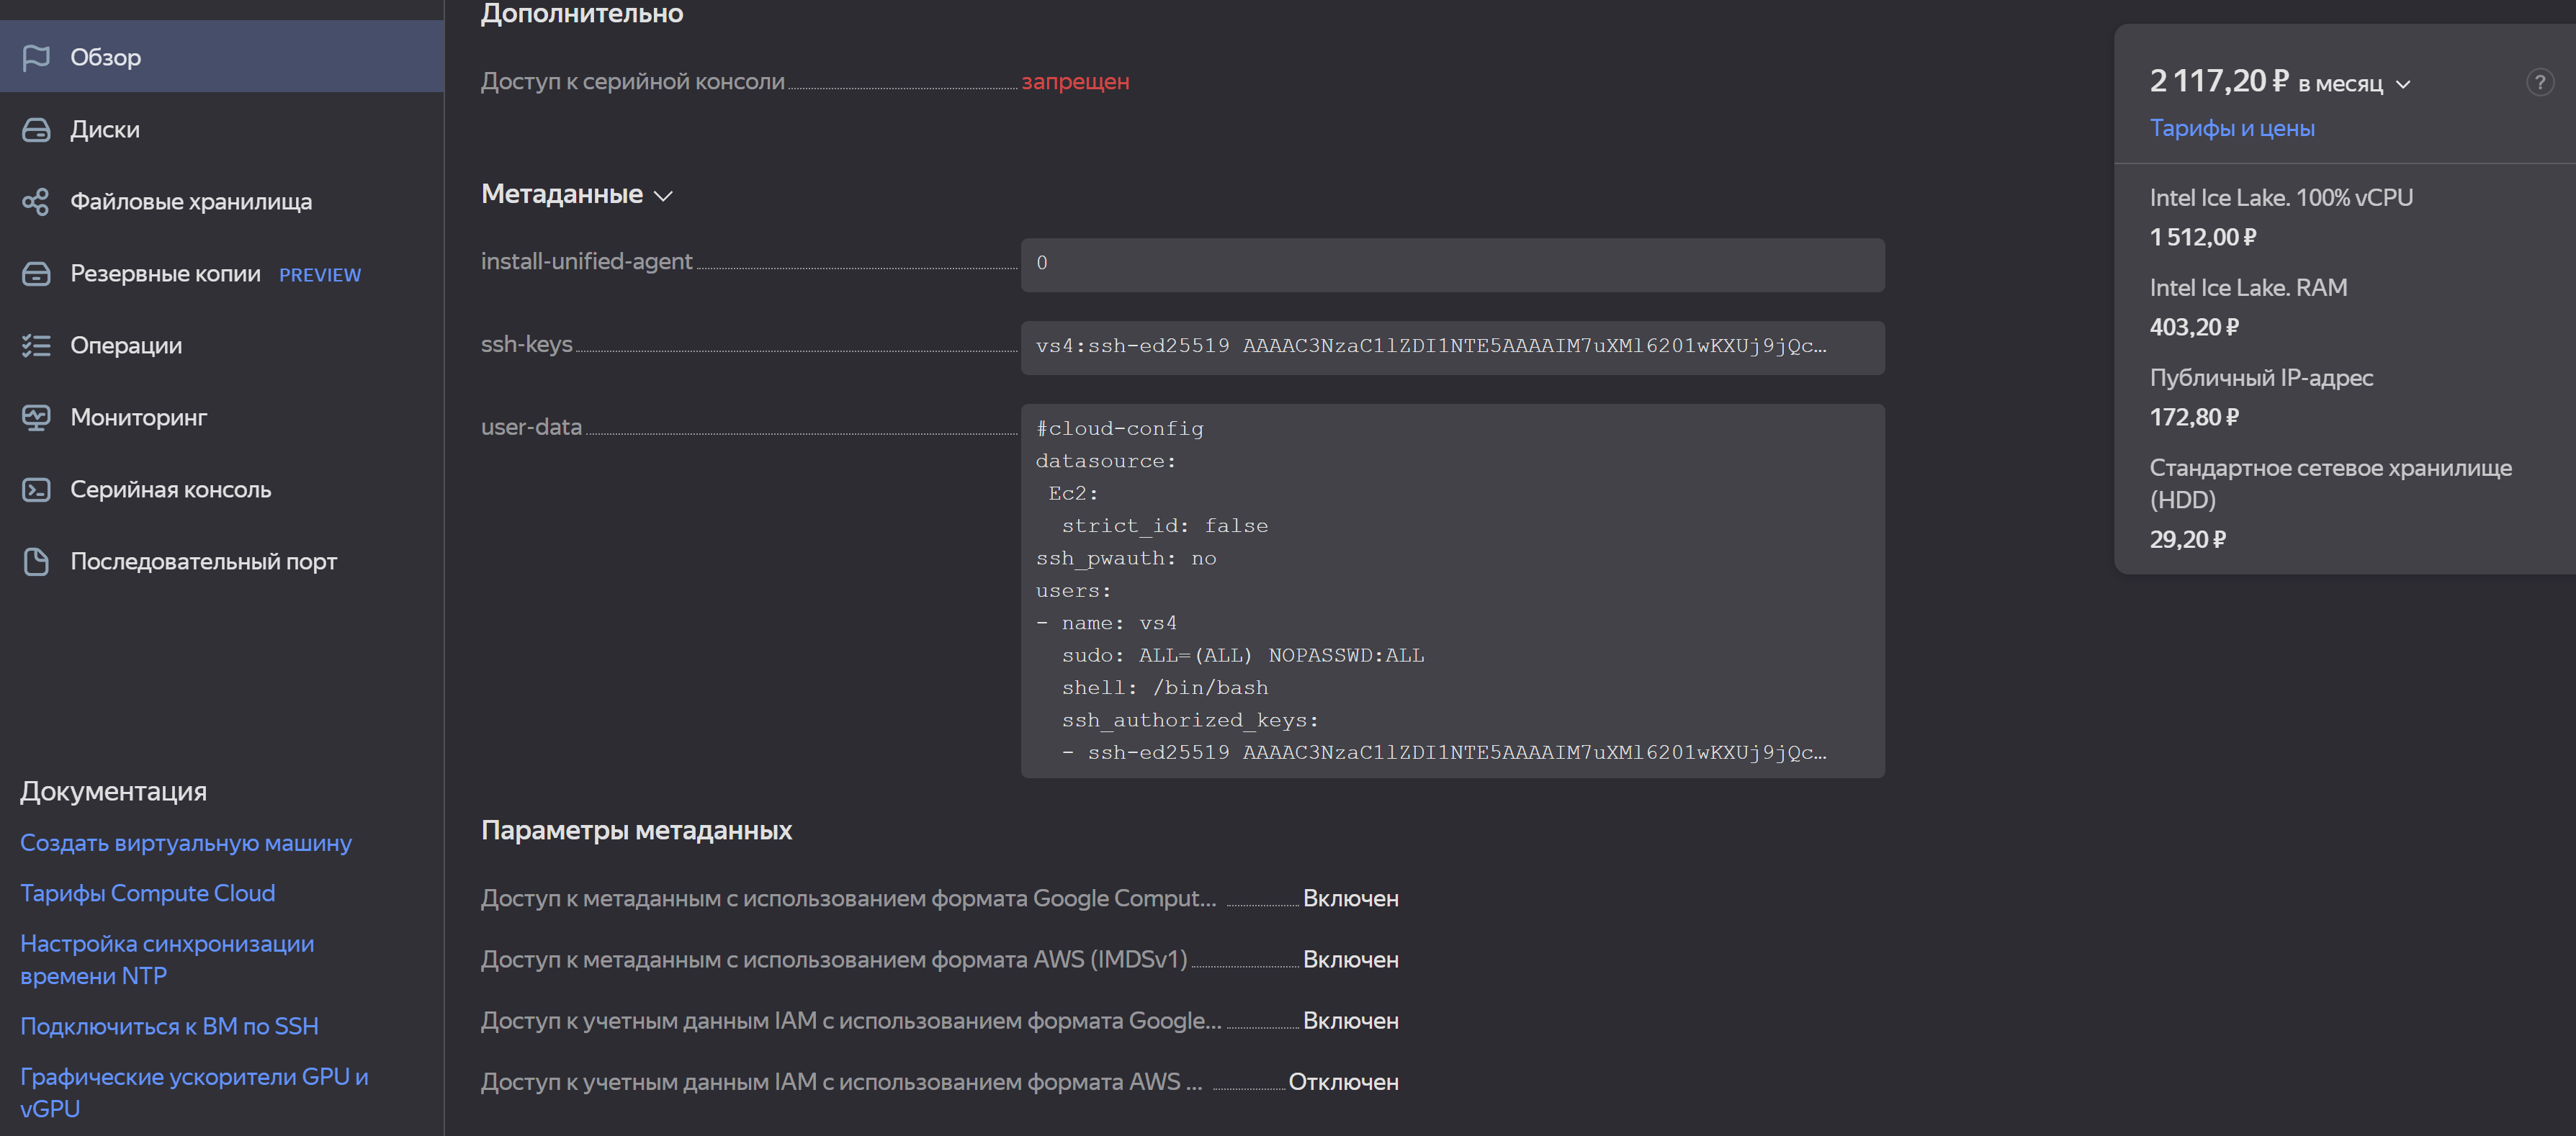 Обзор
Диски
Файловые хранилища
Резервные копии PREVIEW
Операции
Мониторинг
Серийная консоль
Последовательный порт
Документация
Создать виртуальную машину
Тарифы Compute Cloud
Настройка синхронизации
времени NTP
Подключиться к ВМ по SSH
Графические ускорители GPU и
vGPU
Дополнительно
Доступ к серийной консоли запрещен
Метаданные
install-unified-agent 0
ssh-keys vs4:ssh-ed25519 AAAAC3NzaC1lZDI1NTE5AAAAIM7uXMl6201wKXUj9jQc…
user-data
#cloud-config
datasource:
 Ec2:
  strict_id: false
ssh_pwauth: no
users:
- name: vs4
  sudo: ALL=(ALL) NOPASSWD:ALL
  shell: /bin/bash
  ssh_authorized_keys:
  - ssh-ed25519 AAAAC3NzaC1lZDI1NTE5AAAAIM7uXMl6201wKXUj9jQc…
Параметры метаданных
Доступ к метаданным с использованием формата Google Comput… Включен
Доступ к метаданным с использованием формата AWS (IMDSv1) Включен
Доступ к учетным данным IAM с использованием формата Google… Включен
Доступ к учетным данным IAM с использованием формата AWS … Отключен
2 117,20 ₽ в месяц ?
Тарифы и цены
Intel Ice Lake. 100% vCPU
1 512,00 ₽
Intel Ice Lake. RAM
403,20 ₽
Публичный IP-адрес
172,80 ₽
Стандартное сетевое хранилище
(HDD)
29,20 ₽